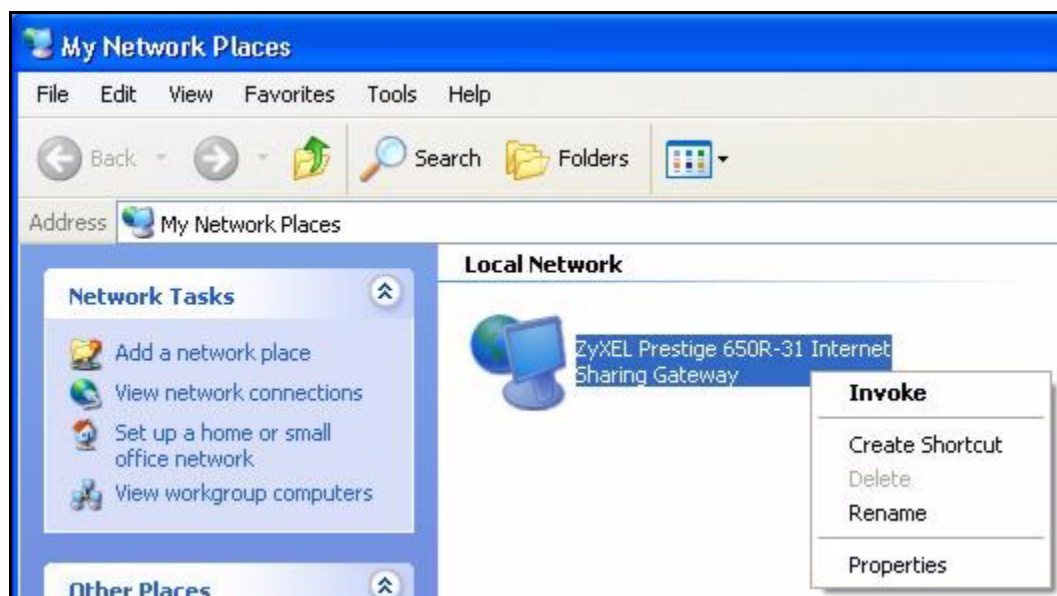 My Network Places
File Edit View Favorites Tools Help
Back Search Folders
Address My Network Places
Network Tasks
Add a network place
View network connections
Set up a home or small
office network
View workgroup computers
Other Places
Local Network
ZyXEL Prestige 650R-31 Internet
Sharing Gateway
Invoke
Create Shortcut
Delete
Rename
Properties